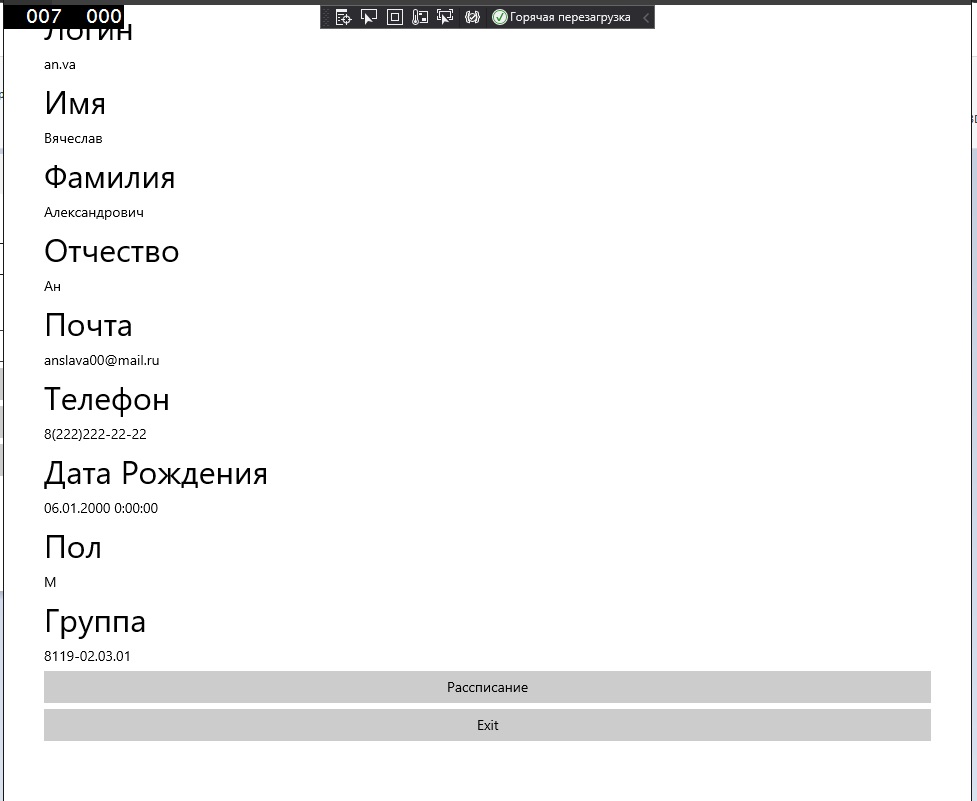 007 000
Горячая перезагрузка
Логин
an.va
Имя
Вячеслав
Фамилия
Александрович
Отчество
Ан
Почта
anslava00@mail.ru
Телефон
8(222)222-22-22
Дата Рождения
06.01.2000 0:00:00
Пол
М
Группа
8119-02.03.01
Рассписание
Exit